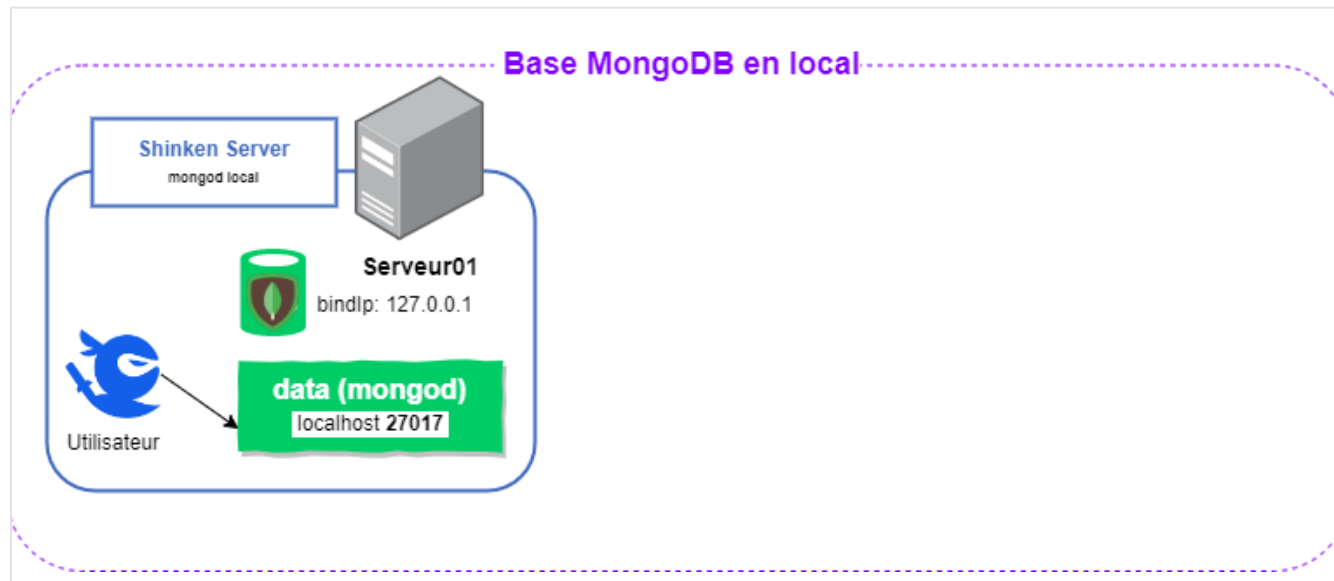 Base MongoDB en local
Shinken Server
mongod local
Serveur01
bindIp: 127.0.0.1
data (mongod)
localhost 27017
Utilisateur